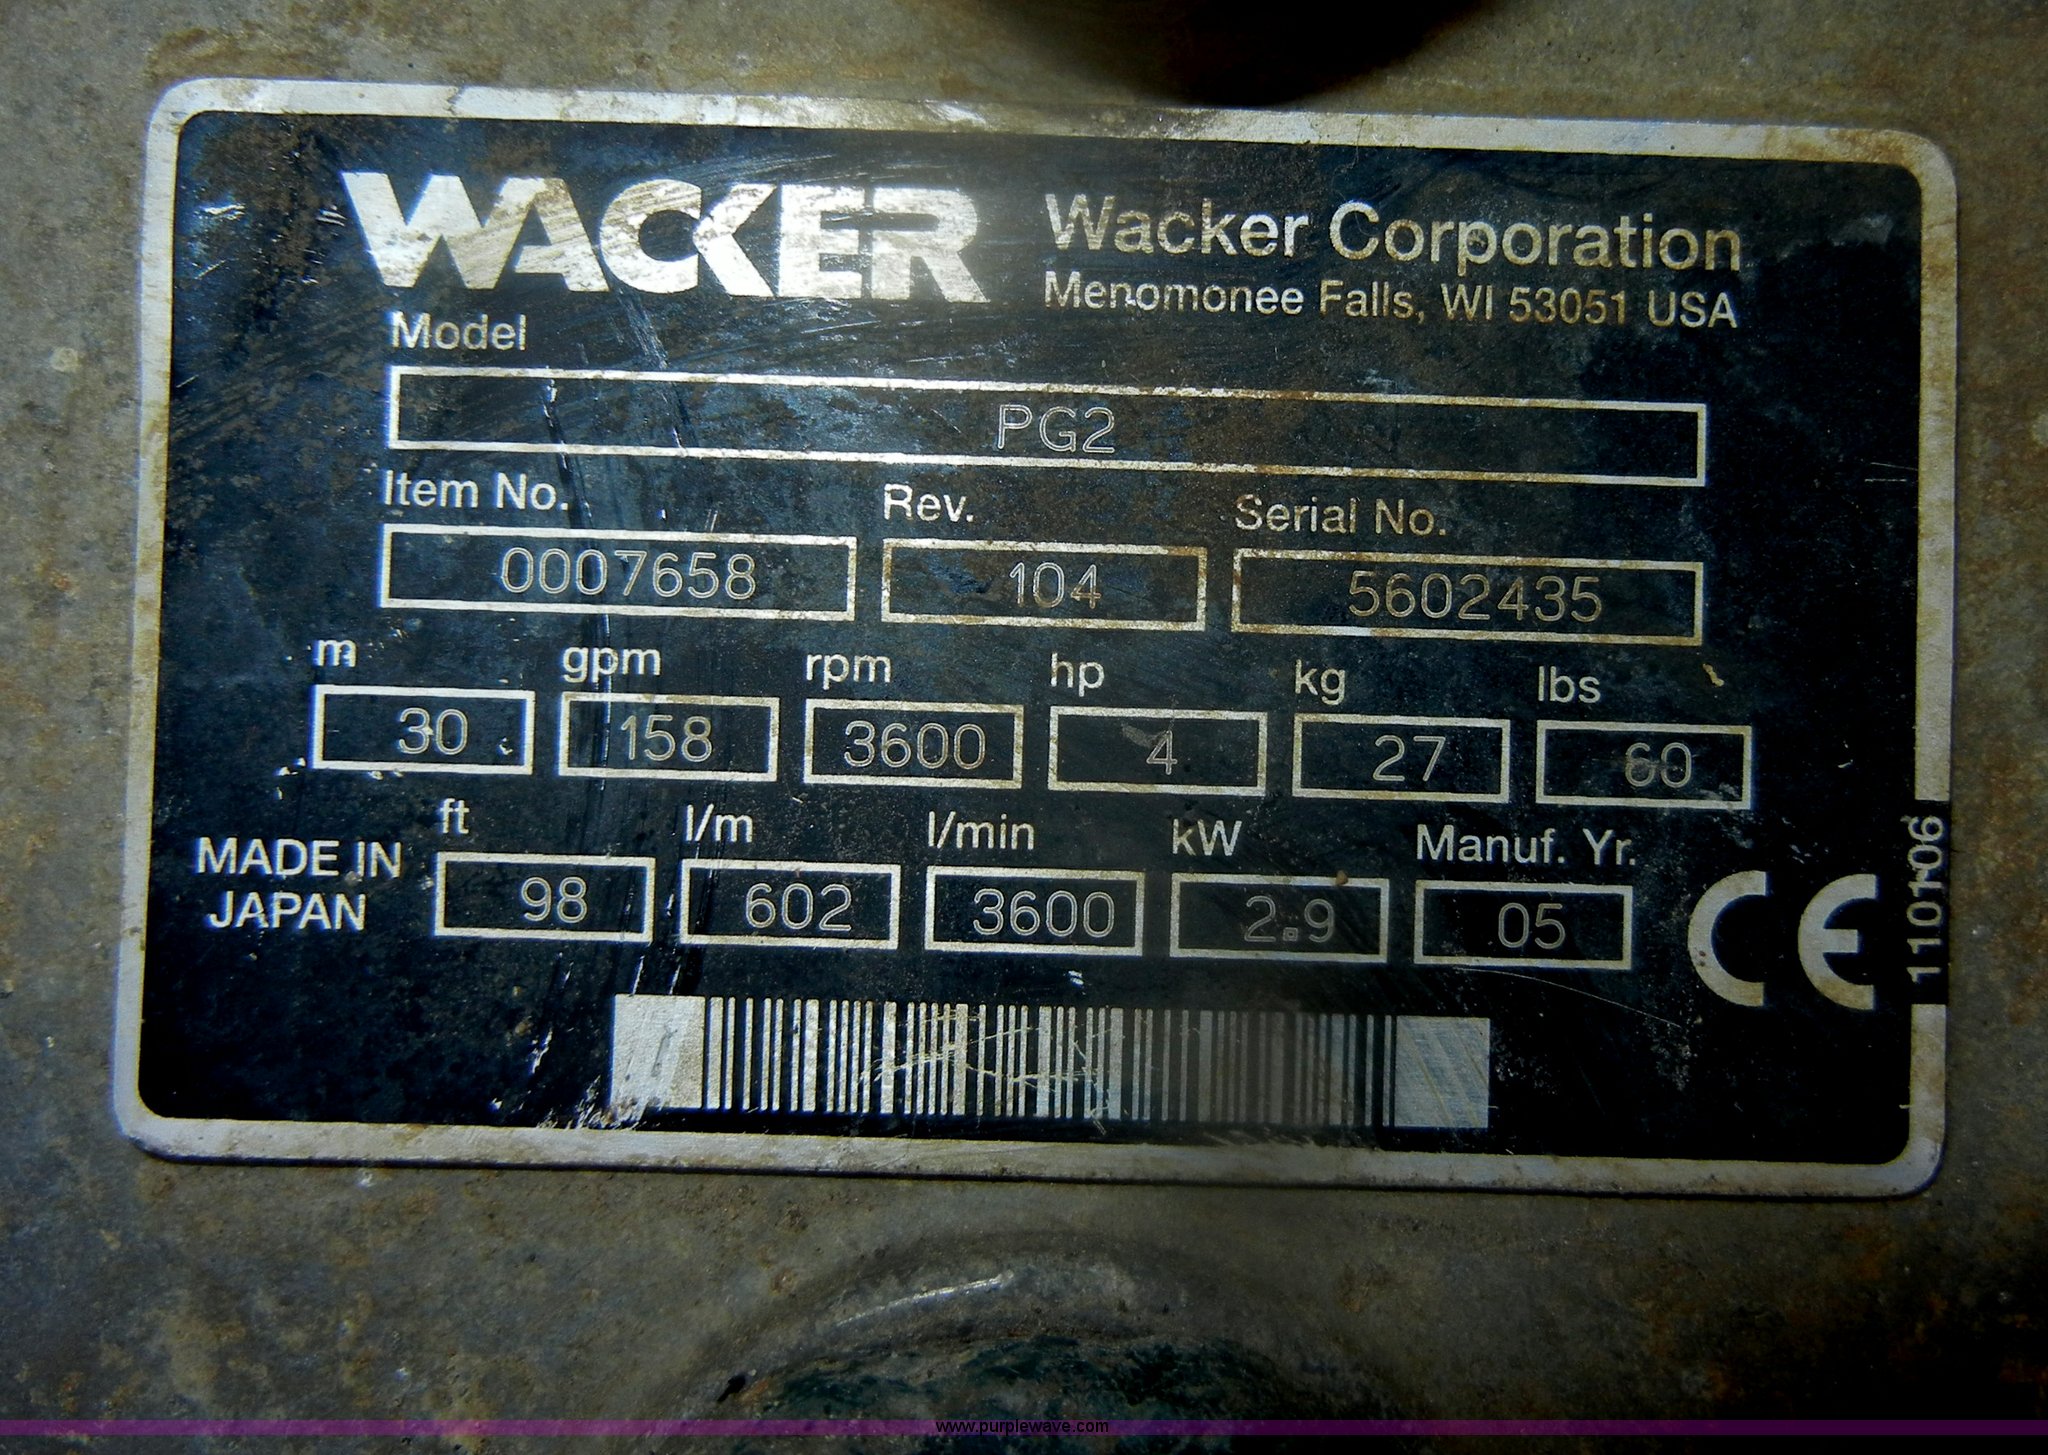 WACKER
Wacker Corporation
Menomonee Falls, WI 53051 USA
Model
PG2
Item No. Rev. Serial No.
0007658 104 5602435
m gpm rpm hp kg lbs
30 158 3600 4 27 60
ft l/m l/min kW Manuf. Yr.
MADE IN
JAPAN
98 602 3600 2.9 05
CE
110106
www.purplewave.com